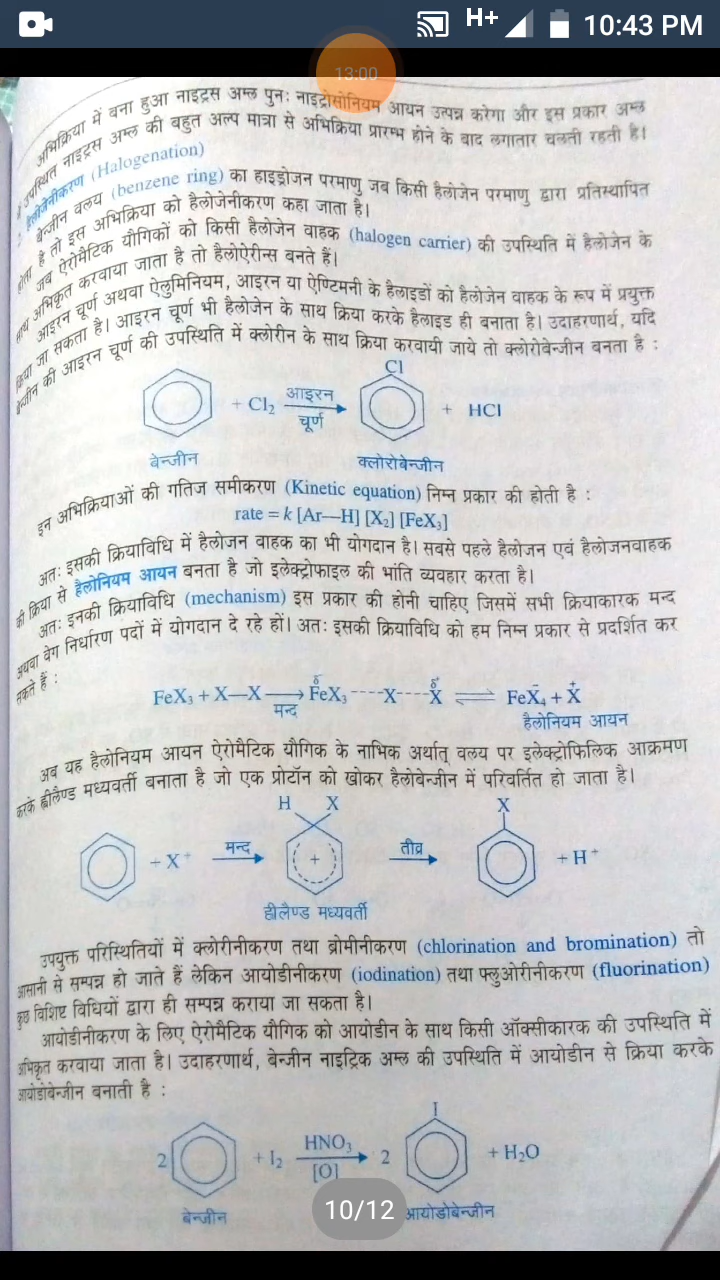 H+ 10:43 PM
13:00
अभिक्रिया में बना हुआ नाइट्रस अम्ल पुनः नाइट्रोसोनियम आयन उत्पन्न करेगा और इस प्रकार अम्ल
उपस्थित नाइट्रस अम्ल की बहुत अल्प मात्रा से अभिक्रिया प्रारम्भ होने के बाद लगातार चलती रहती है।
हैलोजेनीकरण (Halogenation)
बेन्जीन वलय (benzene ring) का हाइड्रोजन परमाणु जब किसी हैलोजेन परमाणु द्वारा प्रतिस्थापित
होता है तो इस अभिक्रिया को हैलोजेनीकरण कहा जाता है।
जब ऐरोमैटिक यौगिकों को किसी हैलोजेन वाहक (halogen carrier) की उपस्थिति में हैलोजेन के
साथ अभिकृत करवाया जाता है तो हैलोऐरीन्स बनते हैं।
आइरन चूर्ण अथवा ऐलुमिनियम, आइरन या ऐण्टिमनी के हैलाइडों को हैलोजेन वाहक के रूप में प्रयुक्त
किया जा सकता है। आइरन चूर्ण भी हैलोजेन के साथ क्रिया करके हैलाइड ही बनाता है। उदाहरणार्थ, यदि
बेन्जीन की आइरन चूर्ण की उपस्थिति में क्लोरीन के साथ क्रिया करवायी जाये तो क्लोरोबेन्जीन बनता है :
Cl
+ Cl₂ आइरन चूर्ण + HCl
बेन्जीन क्लोरोबेन्जीन
इन अभिक्रियाओं की गतिज समीकरण (Kinetic equation) निम्न प्रकार की होती है :
rate = k [Ar—H] [X₂] [FeX₃]
अतः इसकी क्रियाविधि में हैलोजन वाहक का भी योगदान है। सबसे पहले हैलोजन एवं हैलोजनवाहक
की क्रिया से हैलोनियम आयन बनता है जो इलेक्ट्रोफाइल की भांति व्यवहार करता है।
अतः इनकी क्रियाविधि (mechanism) इस प्रकार की होनी चाहिए जिसमें सभी क्रियाकारक मन्द
अथवा वेग निर्धारण पदों में योगदान दे रहे हों। अतः इसकी क्रियाविधि को हम निम्न प्रकार से प्रदर्शित कर
सकते हैं :
FeX₃ + X—X ⟶ मन्द FeX₃----X----X ⇌ FeX̄₄ + X⁺
हैलोनियम आयन
अब यह हैलोनियम आयन ऐरोमैटिक यौगिक के नाभिक अर्थात् वलय पर इलेक्ट्रोफिलिक आक्रमण
करके ह्वीलैण्ड मध्यवर्ती बनाता है जो एक प्रोटॉन को खोकर हैलोबेन्जीन में परिवर्तित हो जाता है।
H X X
+ X⁺ मन्द + तीव्र + H⁺
ह्वीलैण्ड मध्यवर्ती
उपयुक्त परिस्थितियों में क्लोरीनीकरण तथा ब्रोमीनीकरण (chlorination and bromination) तो
आसानी से सम्पन्न हो जाते हैं लेकिन आयोडीनीकरण (iodination) तथा फ्लुओरीनीकरण (fluorination)
कुछ विशिष्ट विधियों द्वारा ही सम्पन्न कराया जा सकता है।
आयोडीनीकरण के लिए ऐरोमैटिक यौगिक को आयोडीन के साथ किसी ऑक्सीकारक की उपस्थिति में
अभिकृत करवाया जाता है। उदाहरणार्थ, बेन्जीन नाइट्रिक अम्ल की उपस्थिति में आयोडीन से क्रिया करके
आयोडोबेन्जीन बनाती है :
I
2 + I₂ HNO₃ [O] 2 + H₂O
बेन्जीन आयोडोबेन्जीन
10/12